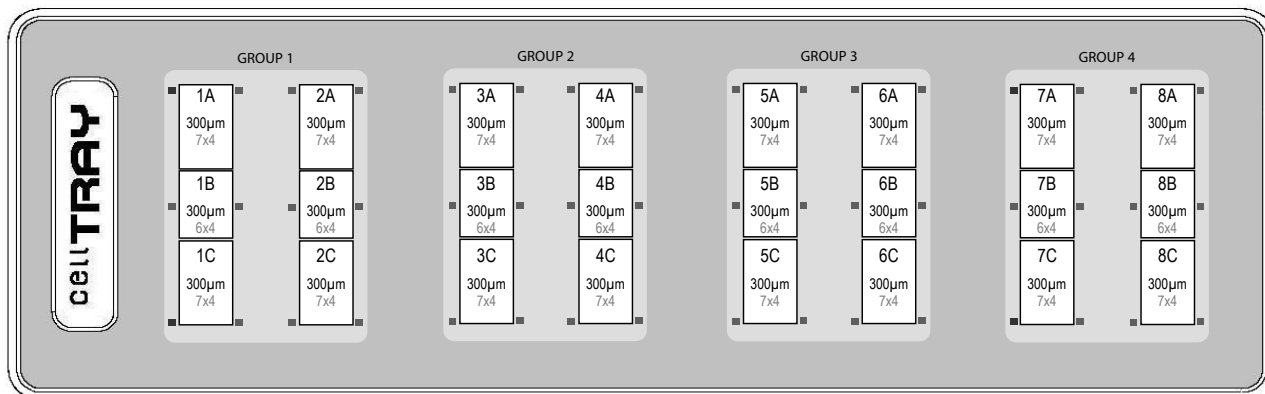 cellTRAY
GROUP 1
1A
300µm
7x4
1B
300µm
6x4
1C
300µm
7x4
2A
300µm
7x4
2B
300µm
6x4
2C
300µm
7x4
GROUP 2
3A
300µm
7x4
3B
300µm
6x4
3C
300µm
7x4
4A
300µm
7x4
4B
300µm
6x4
4C
300µm
7x4
GROUP 3
5A
300µm
7x4
5B
300µm
6x4
5C
300µm
7x4
6A
300µm
7x4
6B
300µm
6x4
6C
300µm
7x4
GROUP 4
7A
300µm
7x4
7B
300µm
6x4
7C
300µm
7x4
8A
300µm
7x4
8B
300µm
6x4
8C
300µm
7x4